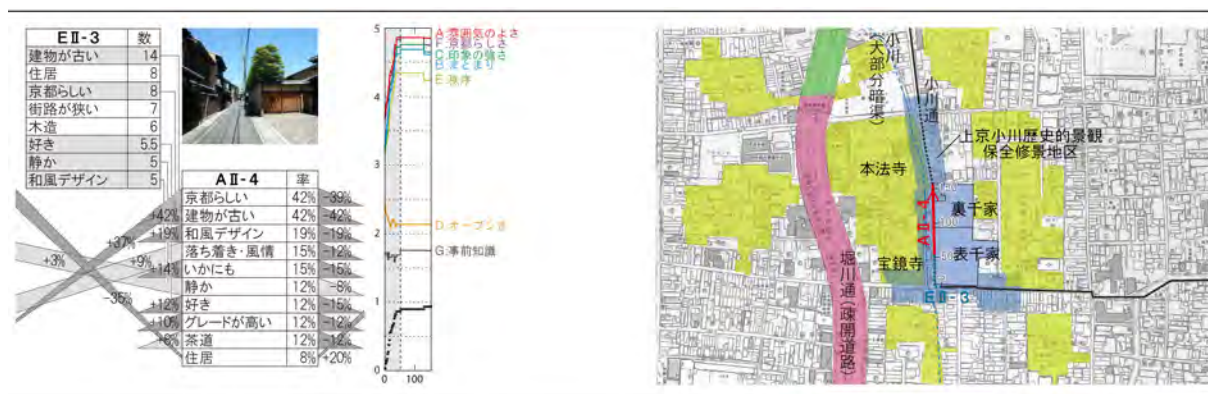 EⅡ-3 数
建物が古い 14
住居 8
京都らしい 8
街路が狭い 7
木造 6
好き 5.5
静か 5
和風デザイン 5
+42%
+19%
+37%
+3%
+9%
+14%
-35%
+12%
+10%
+8%
AⅡ-4 率
京都らしい 42% -39%
建物が古い 42% -42%
和風デザイン 19% -19%
落ち着き・風情 15% -12%
いかにも 15% -15%
静か 12% -8%
好き 12% -15%
グレードが高い 12% -12%
茶道 12% -12%
住居 8% +20%
5
4
3
2
1
0
0 100
A:雰囲気のよさ
F:京都らしさ
C:印象の強さ
B:まとまり
E:秩序
D:オープンさ
G:事前知識
小川
(大部分暗渠)
小川通
上京小川歴史的景観
保全修景地区
本法寺
裏千家
AⅡ-4
150
100
50
宝鏡寺
表千家
EⅡ-3
堀川通(疎開道路)